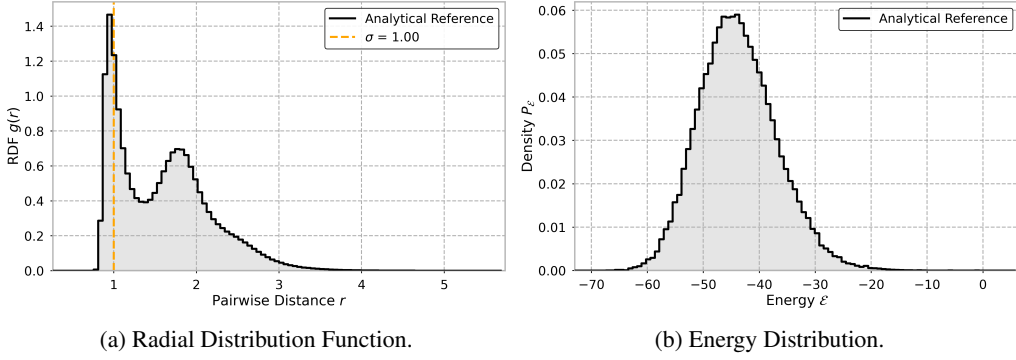 Analytical Reference
σ = 1.00
RDF g(r)
1.4
1.2
1.0
0.8
0.6
0.4
0.2
0.0
1 2 3 4 5
Pairwise Distance r
(a) Radial Distribution Function.
Analytical Reference
Density P_ℰ
0.06
0.05
0.04
0.03
0.02
0.01
0.00
−70 −60 −50 −40 −30 −20 −10 0
Energy ℰ
(b) Energy Distribution.